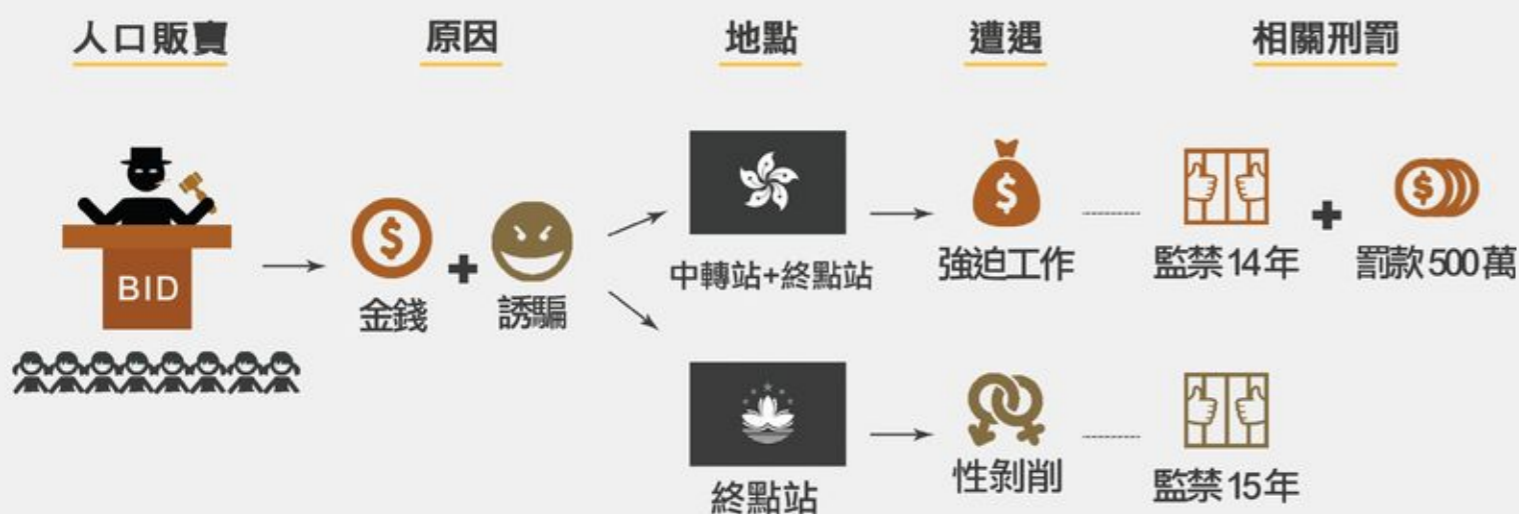 人口販賣 原因 地點 遭遇 相關刑罰
BID
金錢 + 誘騙
中轉站+終點站
強迫工作
監禁14年 + 罰款500萬
終點站
性剝削
監禁15年